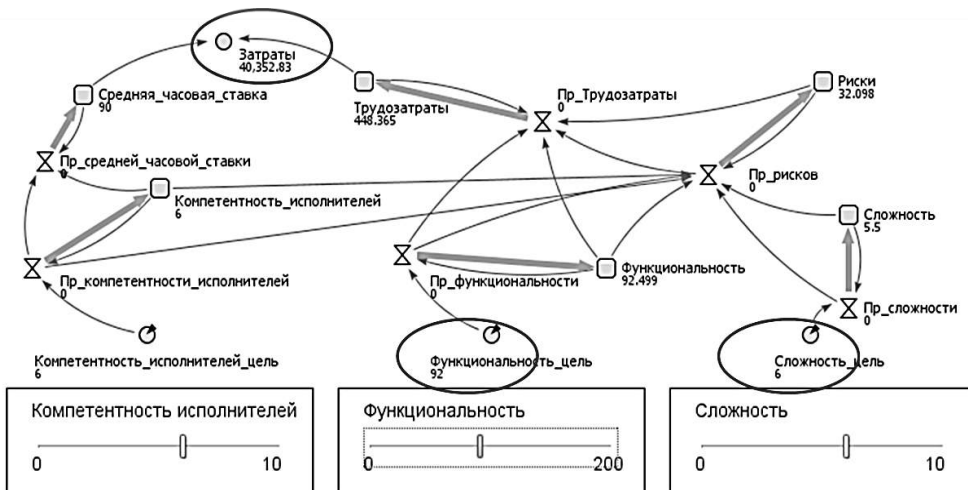 Затраты
40,352.83
Средняя_часовая_ставка
90
Трудозатраты
448.365
Пр_Трудозатраты
0
Риски
32.098
Пр_средней_часовой_ставки
0
Компетентность_исполнителей
6
Пр_рисков
0
Сложность
5.5
Пр_компетентности_исполнителей
0
Пр_функциональности
0
Функциональность
92.499
Пр_сложности
0
Компетентность_исполнителей_цель
6
Функциональность_цель
92
Сложность_цель
6
Компетентность исполнителей
0 10
Функциональность
0 200
Сложность
0 10